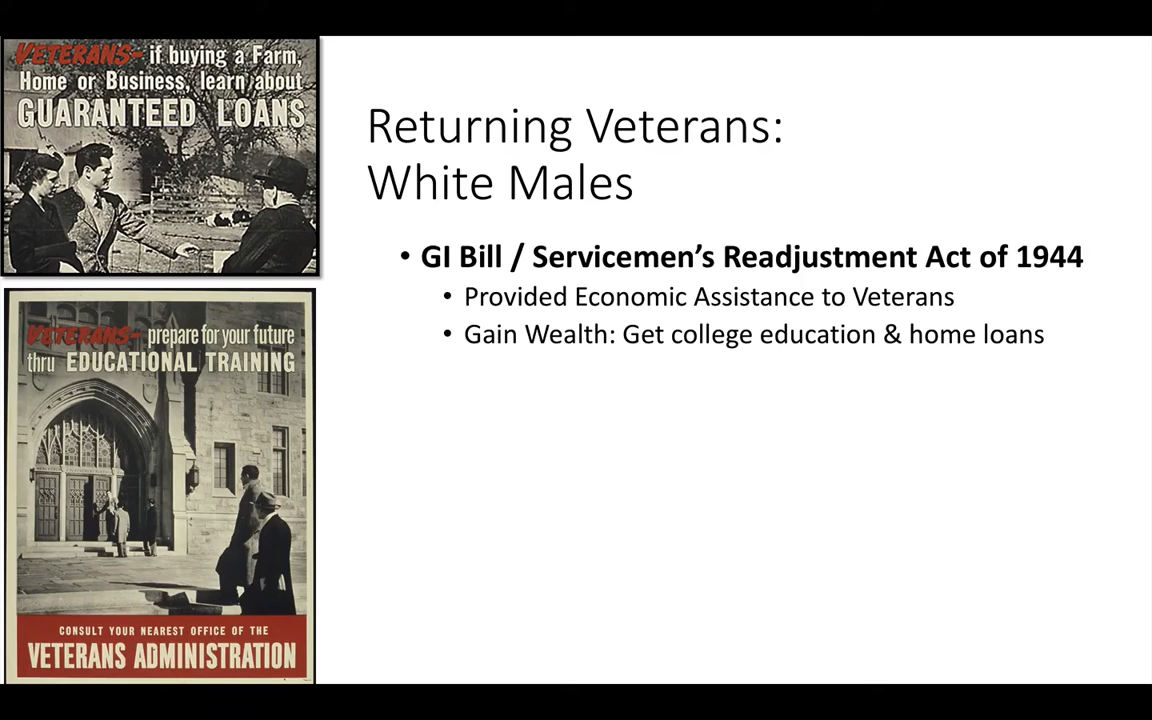 VETERANS- if buying a Farm,
Home or Business, learn about
GUARANTEED LOANS
VETERANS- prepare for your future
thru EDUCATIONAL TRAINING
CONSULT YOUR NEAREST OFFICE OF THE
VETERANS ADMINISTRATION
Returning Veterans:
White Males
• GI Bill / Servicemen’s Readjustment Act of 1944
• Provided Economic Assistance to Veterans
• Gain Wealth: Get college education & home loans